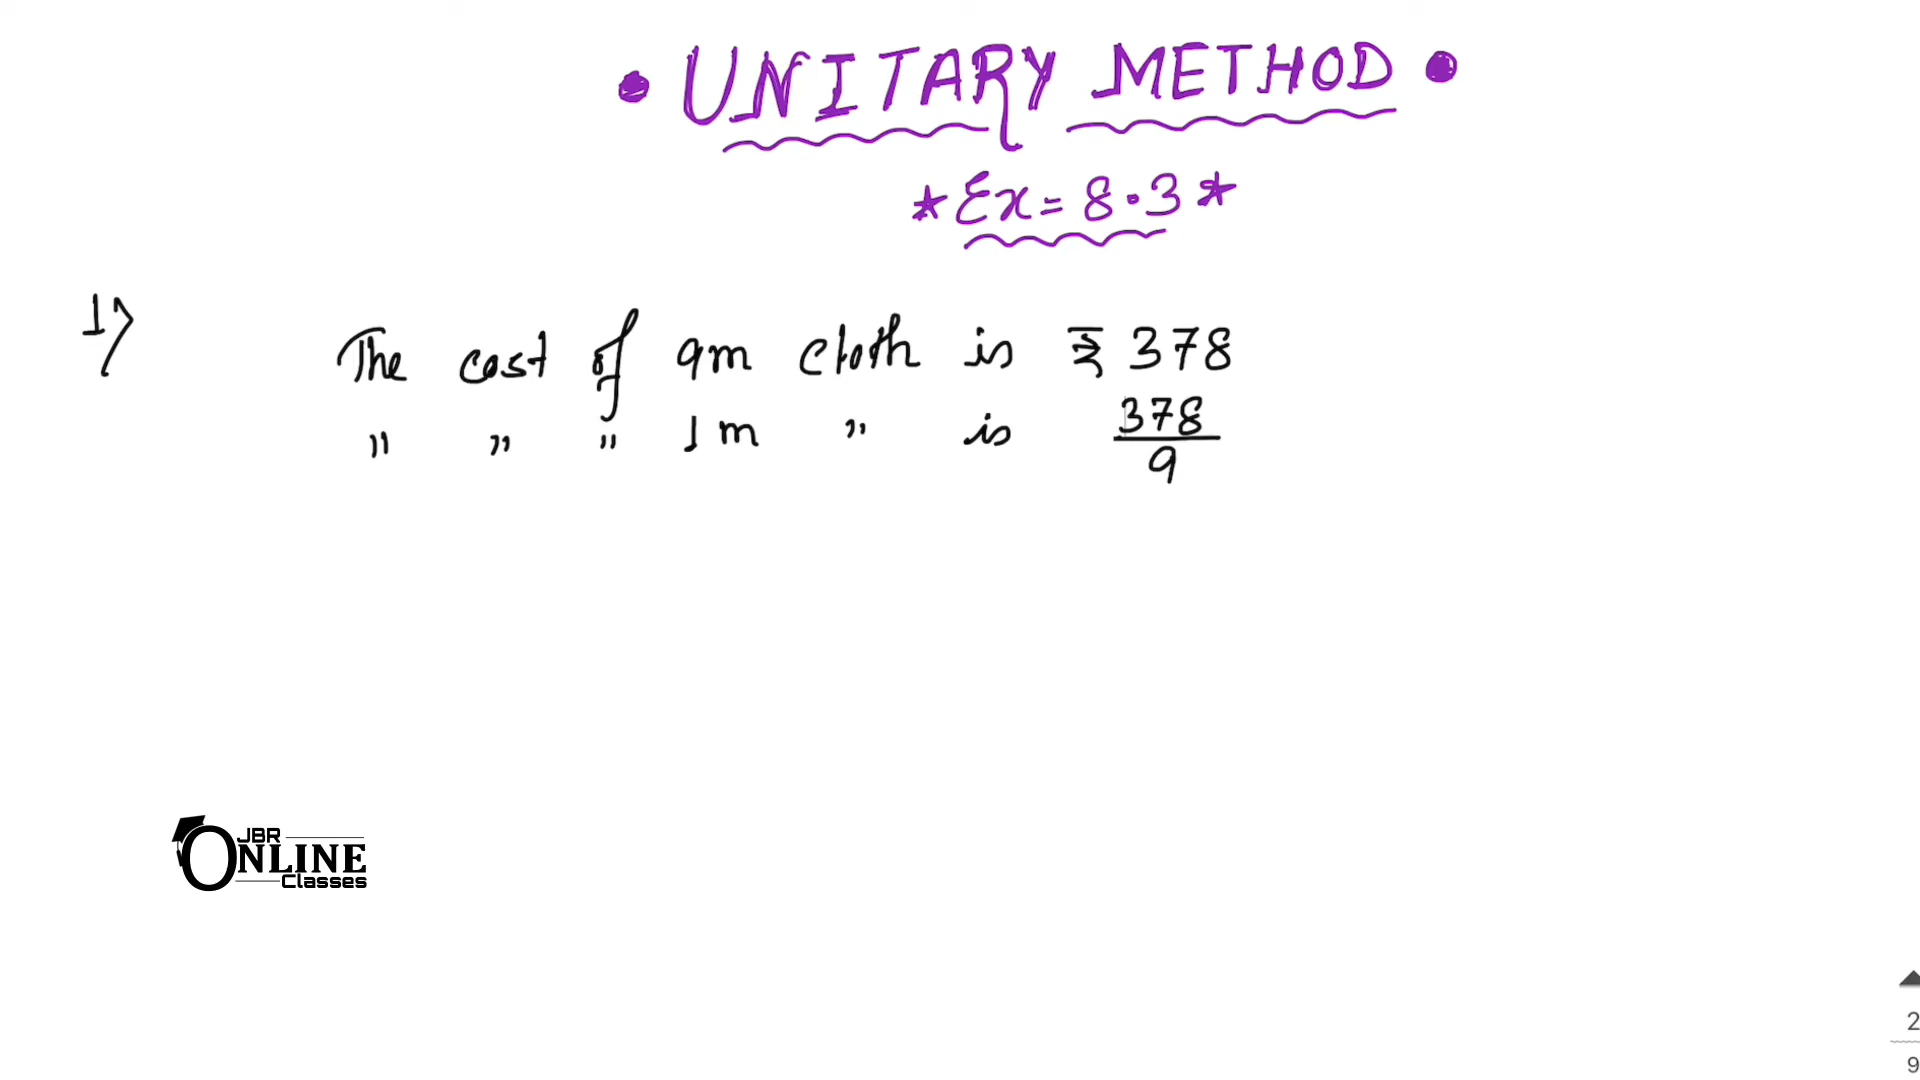 • UNITARY METHOD •
*Ex = 8.3*
1) The cost of 9m cloth is ₹ 378
" " " 1m " is 378/9
JBR
ONLINE
Classes
2
9